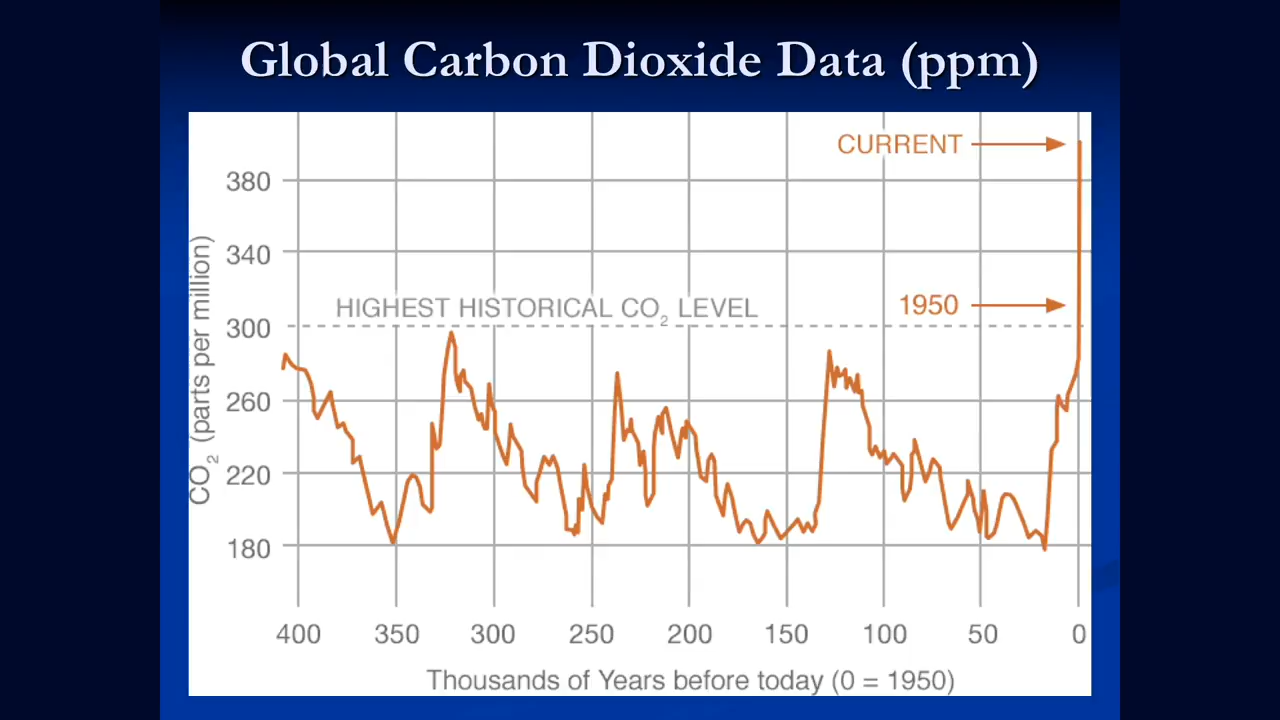 Global Carbon Dioxide Data (ppm)
CURRENT
380
340
HIGHEST HISTORICAL CO₂ LEVEL
1950
300
260
220
180
CO₂ (parts per million)
400 350 300 250 200 150 100 50 0
Thousands of Years before today (0 = 1950)